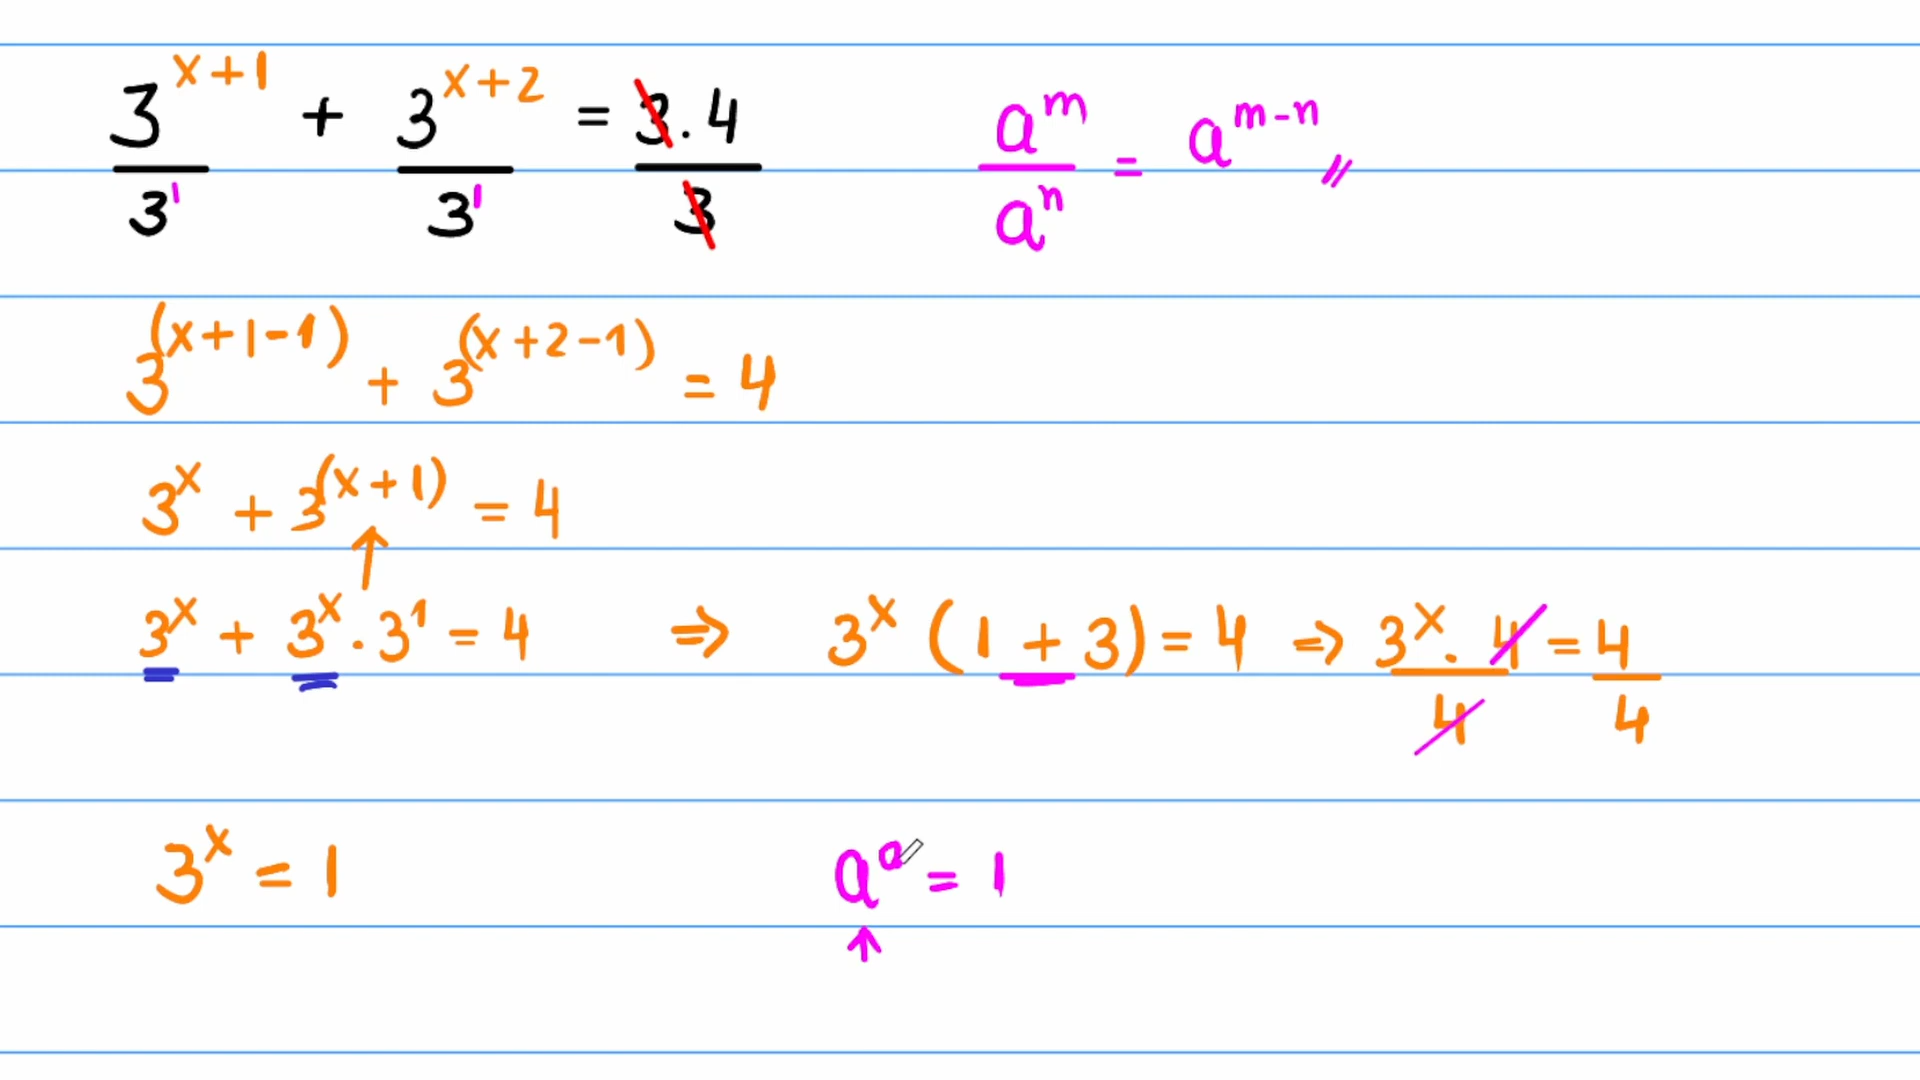 3^(x+1)/3^1 + 3^(x+2)/3^1 = 3.4/3    a^m/a^n = a^(m-n) //
3^(x+1-1) + 3^(x+2-1) = 4
3^x + 3^(x+1) = 4
↑
3^x + 3^x . 3^1 = 4 ⇒ 3^x (1 + 3) = 4 ⇒ 3^x . 4/4 = 4/4
3^x = 1    a^o = 1
↑